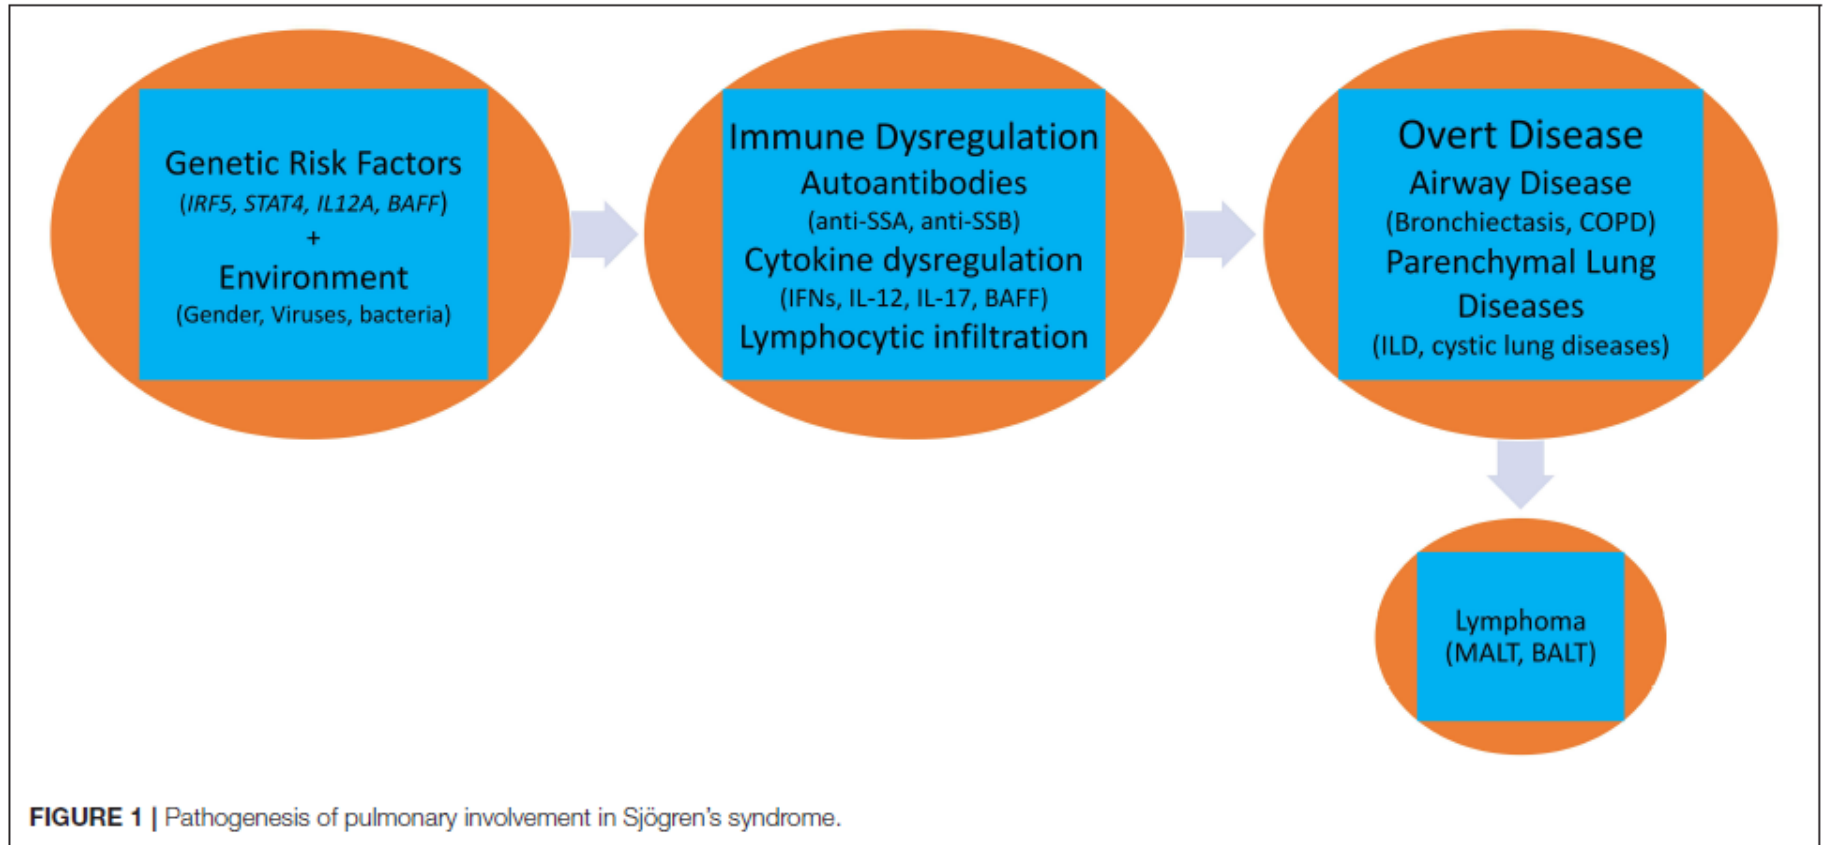 Genetic Risk Factors
(IRF5, STAT4, IL12A, BAFF)
+
Environment
(Gender, Viruses, bacteria)
Immune Dysregulation
Autoantibodies
(anti-SSA, anti-SSB)
Cytokine dysregulation
(IFNs, IL-12, IL-17, BAFF)
Lymphocytic infiltration
Overt Disease
Airway Disease
(Bronchiectasis, COPD)
Parenchymal Lung
Diseases
(ILD, cystic lung diseases)
Lymphoma
(MALT, BALT)
FIGURE 1 | Pathogenesis of pulmonary involvement in Sjögren's syndrome.